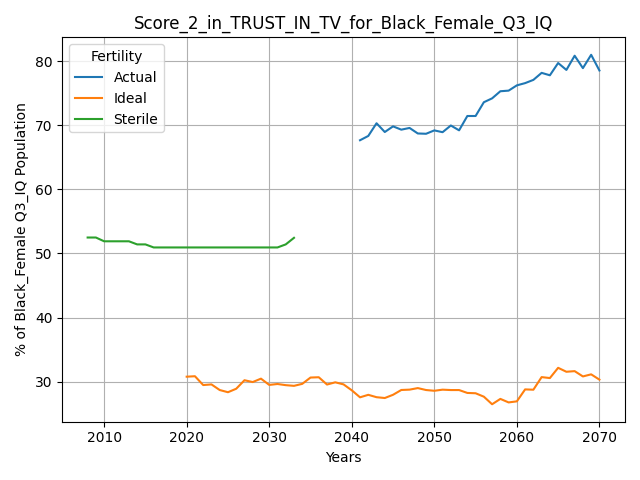 Score_2_in_TRUST_IN_TV_for_Black_Female_Q3_IQ
Fertility
Actual
Ideal
Sterile
% of Black_Female Q3_IQ Population
80
70
60
50
40
30
2010 2020 2030 2040 2050 2060 2070
Years